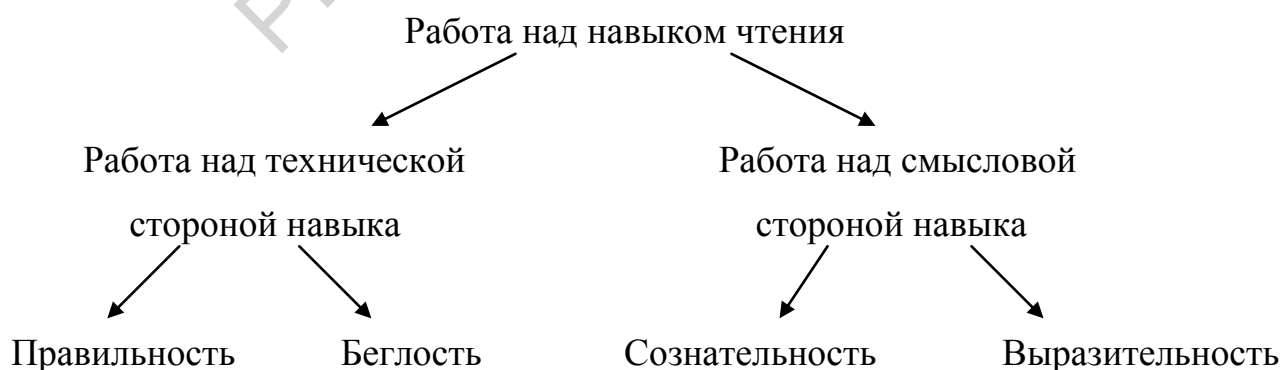 Работа над навыком чтения
Работа над технической
стороной навыка
Работа над смысловой
стороной навыка
Правильность
Беглость
Сознательность
Выразительность